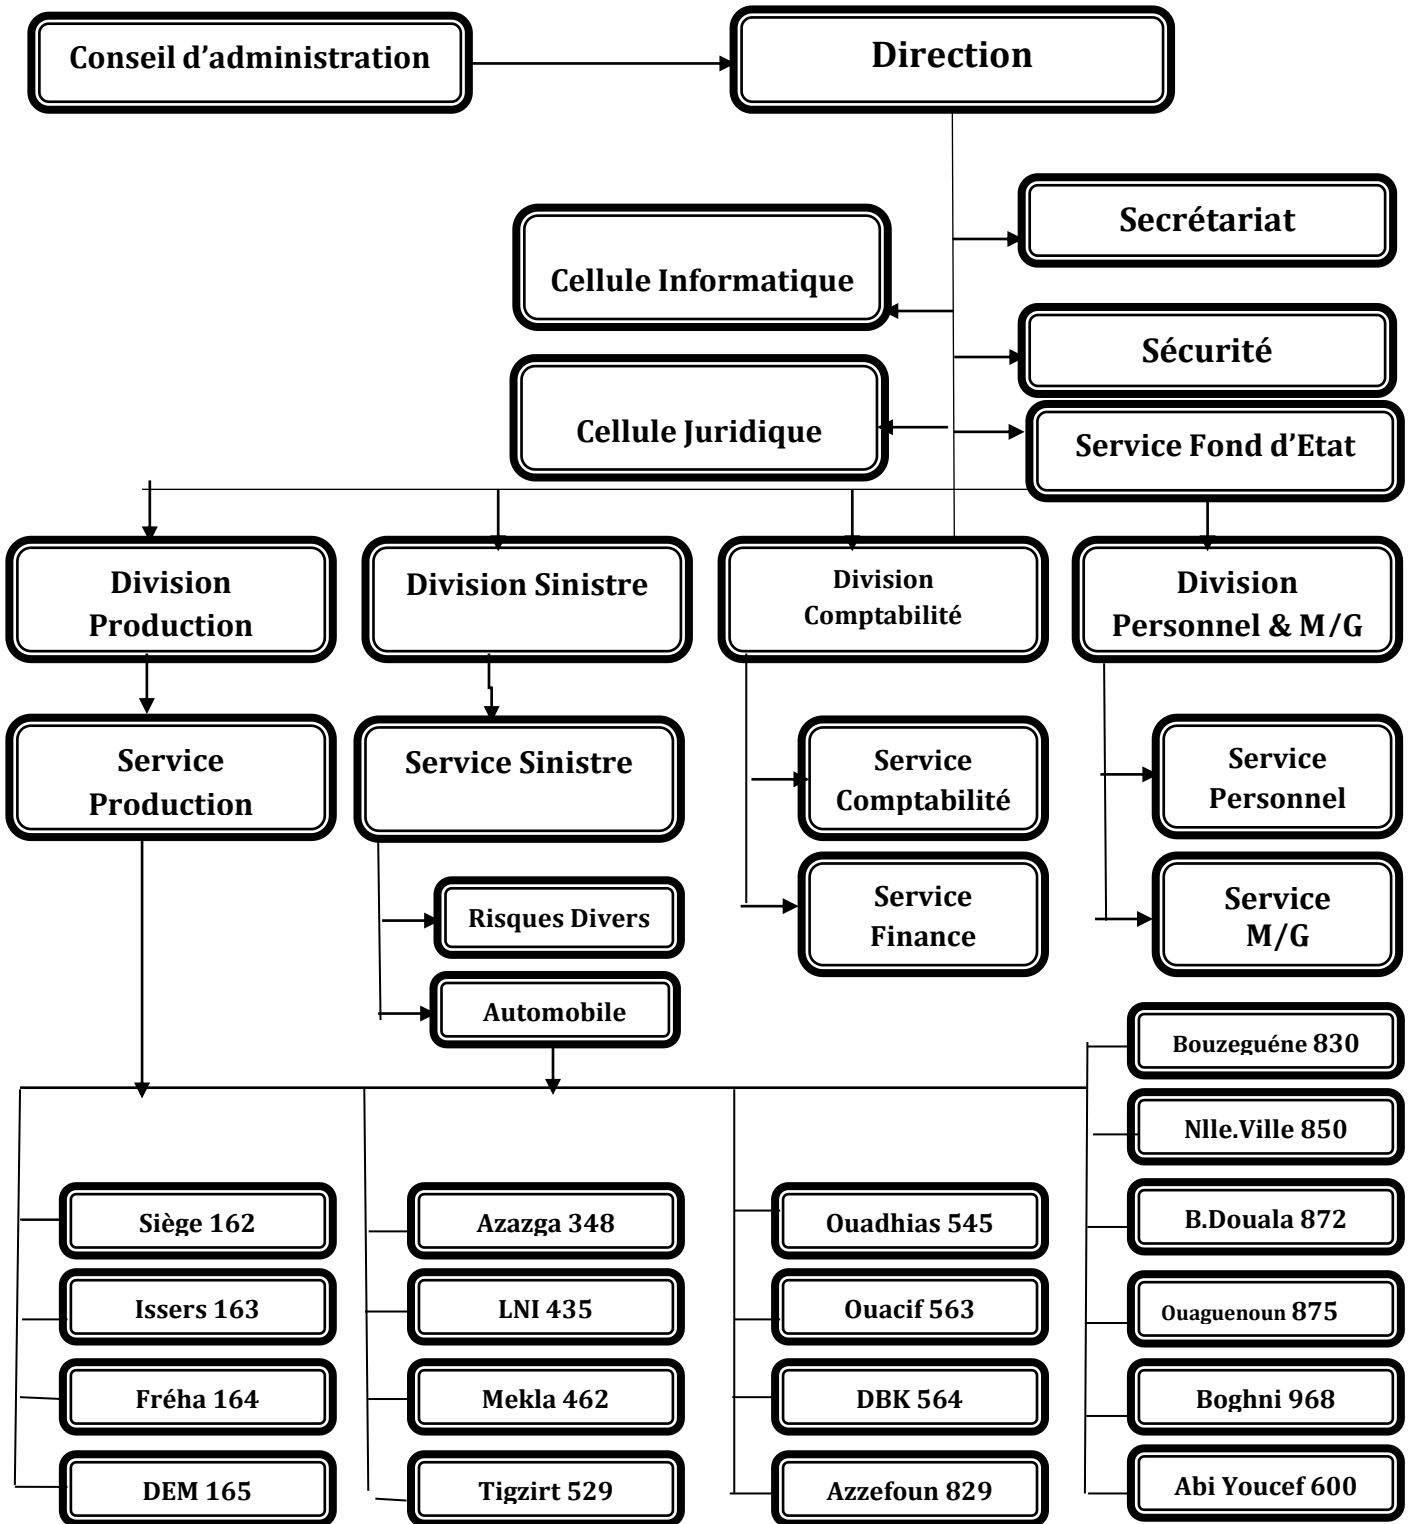 Conseil d'administration
Direction
Secrétariat
Cellule Informatique
Sécurité
Cellule Juridique
Service Fond d'Etat
Division
Production
Division Sinistre
Division
Comptabilité
Division
Personnel & M/G
Service
Production
Service Sinistre
Service
Comptabilité
Service
Personnel
Risques Divers
Service
Finance
Service
M/G
Automobile
Bouzeguéne 830
Nlle.Ville 850
Siège 162
Azazga 348
Ouadhias 545
B.Douala 872
Issers 163
LNI 435
Ouacif 563
Ouaguenoun 875
Fréha 164
Mekla 462
DBK 564
Boghni 968
DEM 165
Tigzirt 529
Azzefoun 829
Abi Youcef 600